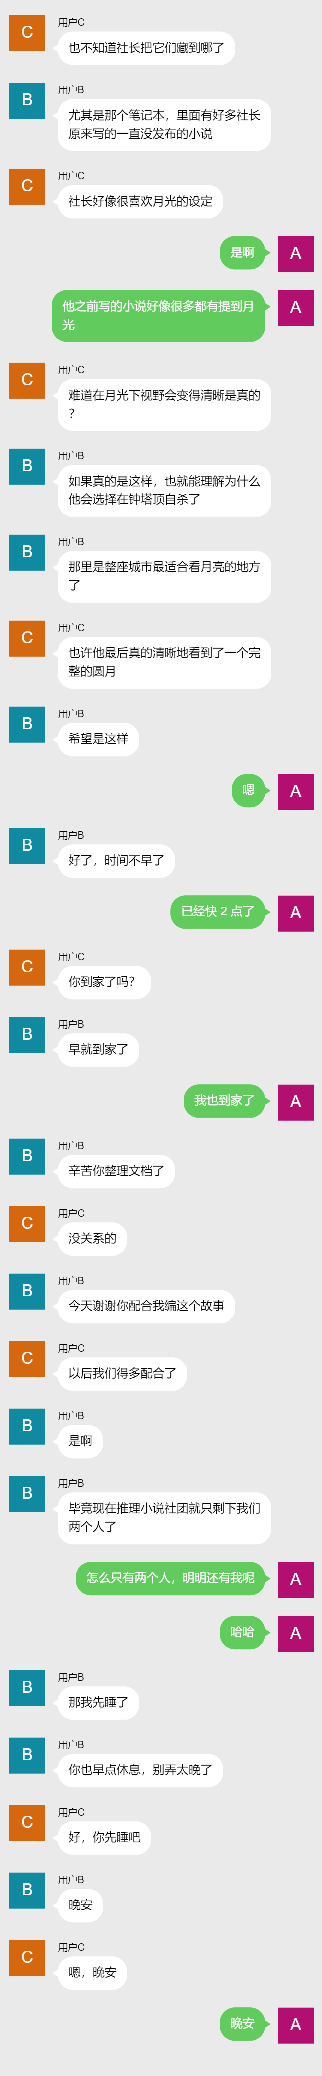 C
用户C
也不知道社长把它们藏到哪了
B
用户B
尤其是那个笔记本，里面有好多社长
原来写的一直没发布的小说
C
用户C
社长好像很喜欢月光的设定
是啊
A
他之前写的小说好像很多都有提到月
光
A
C
用户C
难道在月光下视野会变得清晰是真的
？
B
用户B
如果真的是这样，也就能理解为什么
他会选择在钟塔顶自杀了
B
用户B
那里是整座城市最适合看月亮的地方
了
C
用户C
也许他最后真的清晰地看到了一个完
整的圆月
B
用户B
希望是这样
嗯
A
B
用户B
好了，时间不早了
已经快 2 点了
A
C
用户C
你到家了吗？
B
用户B
早就到家了
我也到家了
A
B
用户B
辛苦你整理文档了
C
用户C
没关系的
B
用户B
今天谢谢你配合我编这个故事
C
用户C
以后我们得多配合了
B
用户B
是啊
B
用户B
毕竟现在推理小说社团就只剩下我们
两个人了
怎么只有两个人，明明还有我呢
A
哈哈
A
B
用户B
那我先睡了
B
用户B
你也早点休息，别弄太晚了
C
用户C
好，你先睡吧
B
用户B
晚安
C
用户C
嗯，晚安
晚安
A